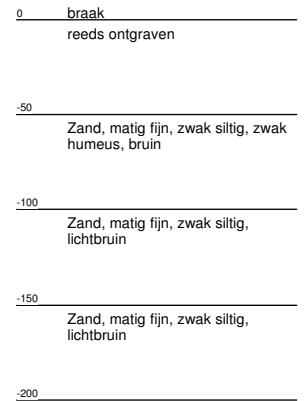 0 braak
reeds ontgraven
-50
Zand, matig fijn, zwak siltig, zwak
humeus, bruin
-100
Zand, matig fijn, zwak siltig,
lichtbruin
-150
Zand, matig fijn, zwak siltig,
lichtbruin
-200